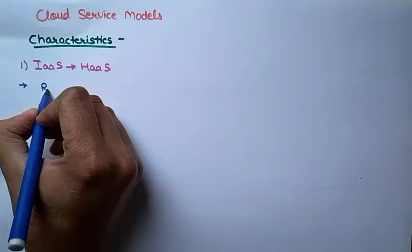 Cloud Service Models
Characteristics -
1) IaaS → HaaS
→ R